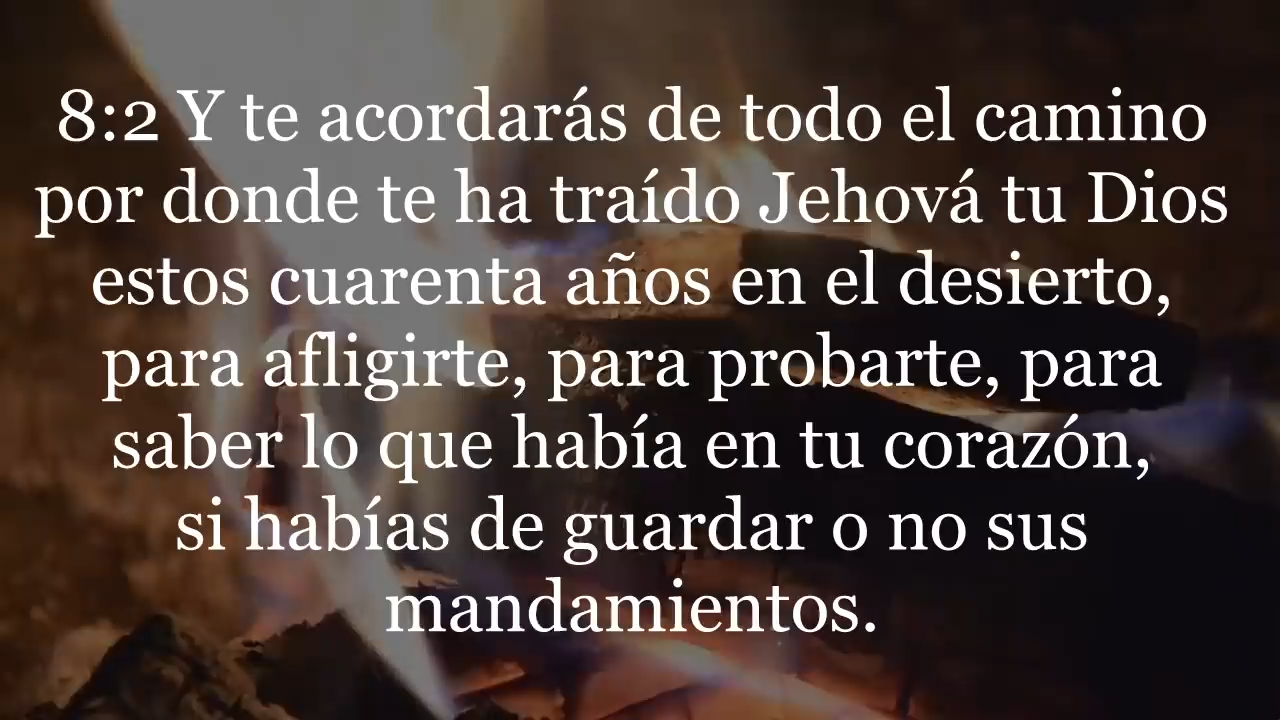 8:2 Y te acordarás de todo el camino
por donde te ha traído Jehová tu Dios
estos cuarenta años en el desierto,
para afligirte, para probarte, para
saber lo que había en tu corazón,
si habías de guardar o no sus
mandamientos.